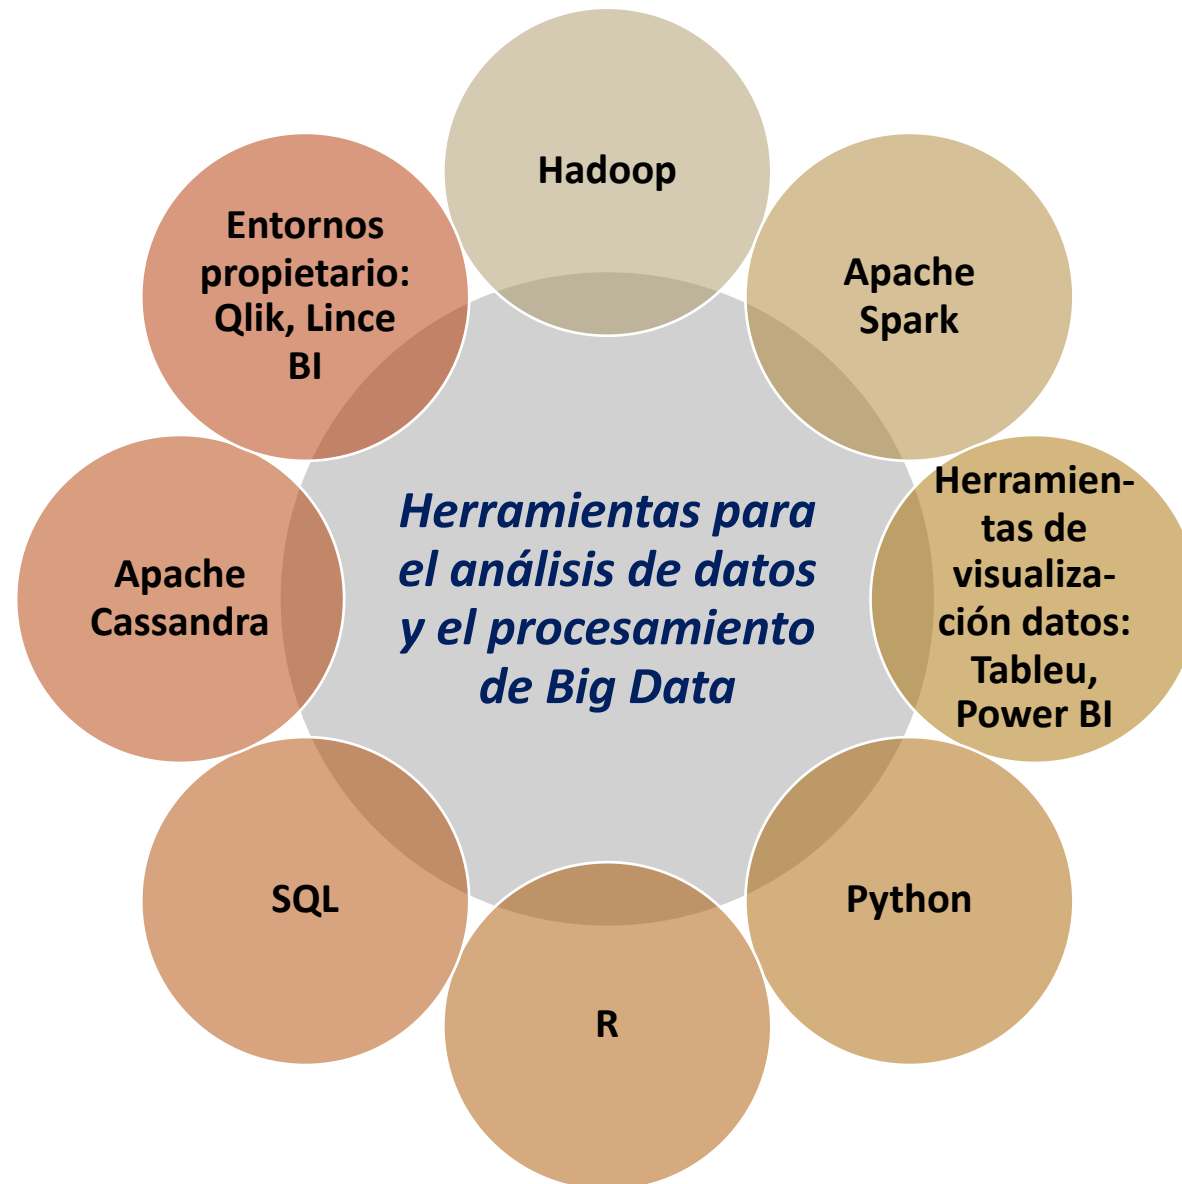 Hadoop
Apache
Spark
Herramien-
tas de
visualiza-
ción datos:
Tableu,
Power BI
Python
R
SQL
Apache
Cassandra
Entornos
propietario:
Qlik, Lince
BI
Herramientas para
el análisis de datos
y el procesamiento
de Big Data